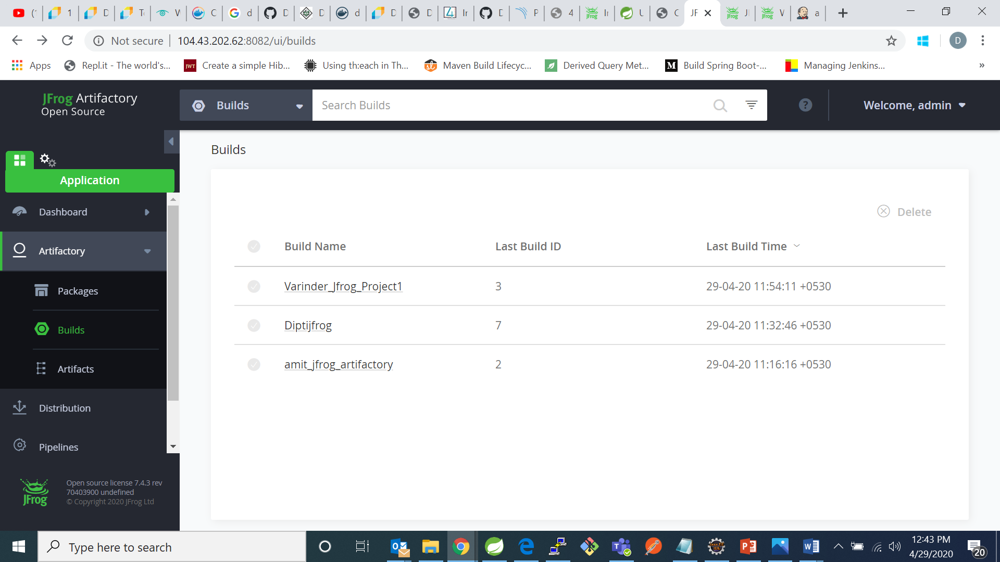 Not secure 104.43.202.62:8082/ui/builds
D
Apps Repl.it - The world's... JWT Create a simple Hib... Using th:each in Th... Maven Build Lifecyc... Derived Query Met... M Build Spring Boot-... Managing Jenkins... »
JFrog Artifactory
Open Source
Builds Search Builds ? Welcome, admin
Builds
Application
Dashboard
Artifactory
Packages
Builds
Artifacts
Distribution
Pipelines
JFrog
Open source license 7.4.3 rev
70403900 undefined
© Copyright 2020 JFrog Ltd
Delete
Build Name Last Build ID Last Build Time
Varinder_Jfrog_Project1 3 29-04-20 11:54:11 +0530
Diptijfrog 7 29-04-20 11:32:46 +0530
amit_jfrog_artifactory 2 29-04-20 11:16:16 +0530
Type here to search
12:43 PM
4/29/2020
20